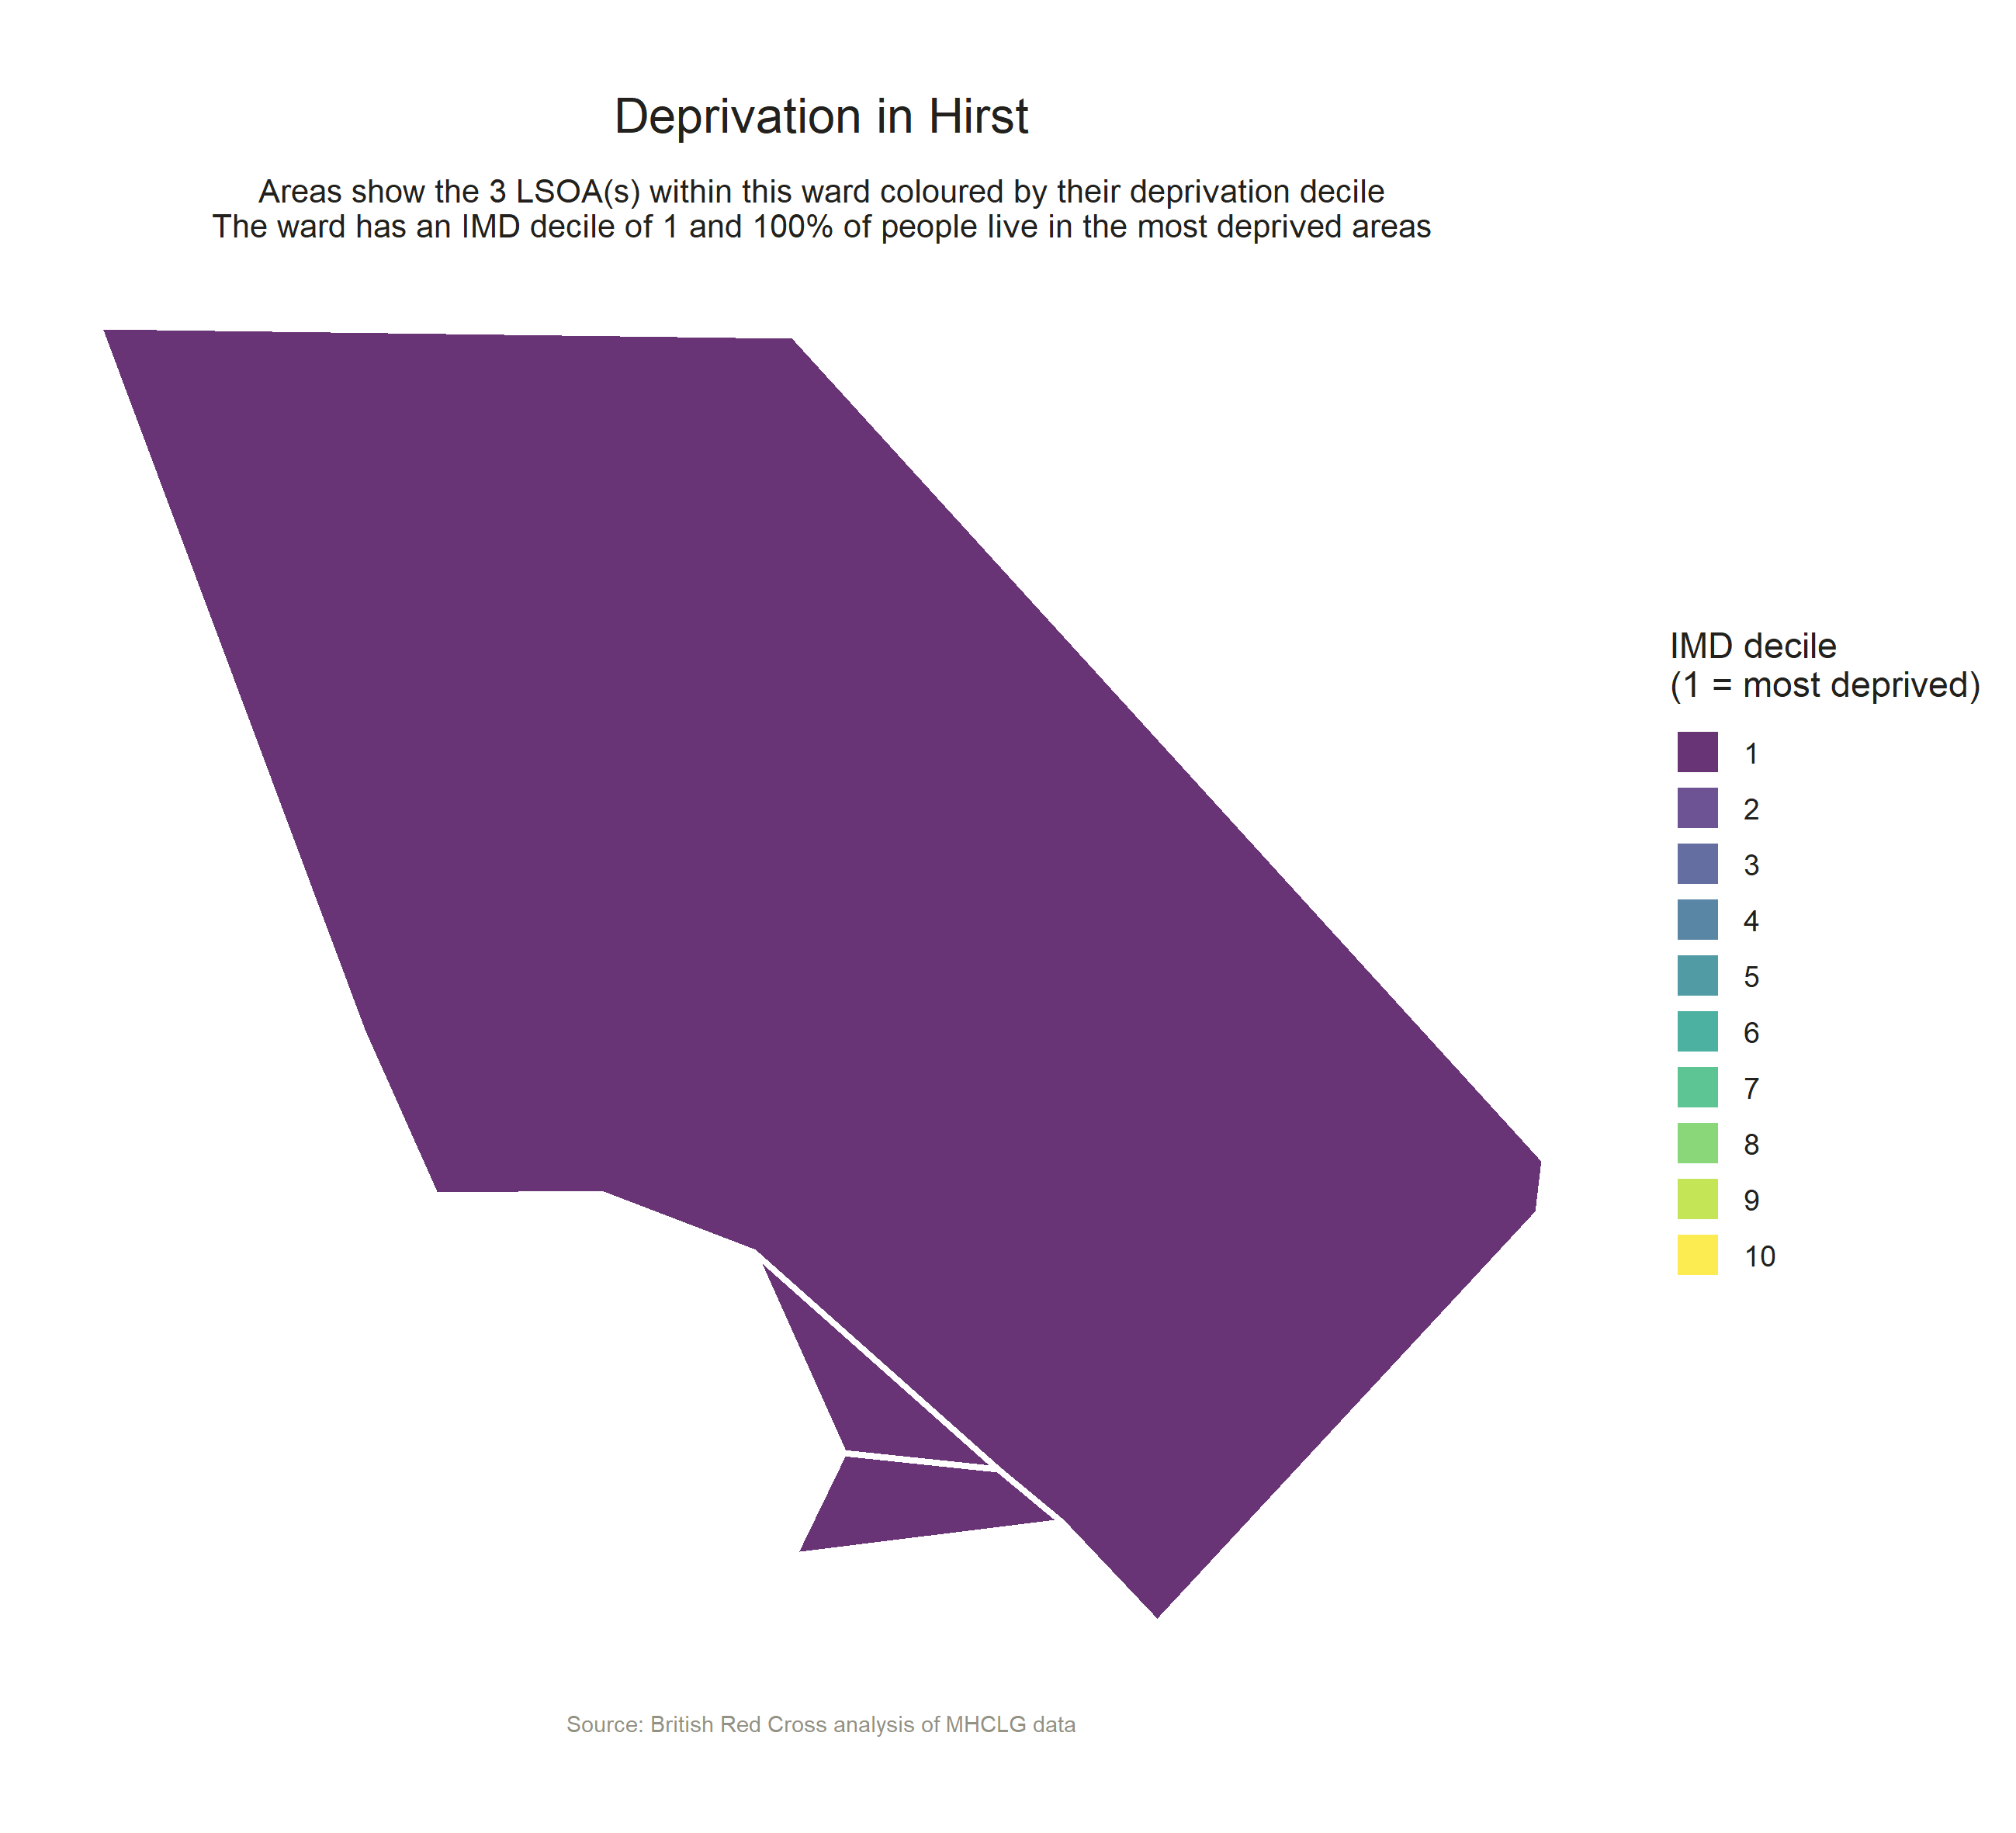 Deprivation in Hirst
Areas show the 3 LSOA(s) within this ward coloured by their deprivation decile
The ward has an IMD decile of 1 and 100% of people live in the most deprived areas
IMD decile
(1 = most deprived)
1
2
3
4
5
6
7
8
9
10
Source: British Red Cross analysis of MHCLG data